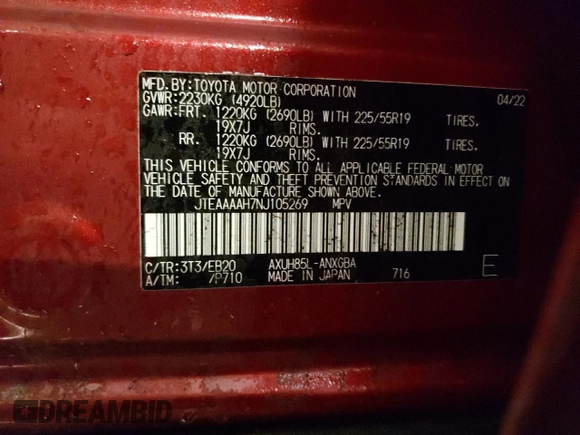 MFD.BY:TOYOTA MOTOR CORPORATION 04/22
GVWR:2230KG (4920LB)
GAWR:FRT. 1220KG (2690LB) WITH 225/55R19 TIRES.
19X7J RIMS.
RR. 1220KG (2690LB) WITH 225/55R19 TIRES.
19X7J RIMS.
THIS VEHICLE CONFORMS TO ALL APPLICABLE FEDERAL MOTOR
VEHICLE SAFETY AND THEFT PREVENTION STANDARDS IN EFFECT ON
THE DATE OF MANUFACTURE SHOWN ABOVE.
JTEAAAAH7NJ105269 MPV
C/TR:3T3/EB20 AXUH85L-ANXGBA
A/TM: /P710 MADE IN JAPAN 716 E
DREAMBID